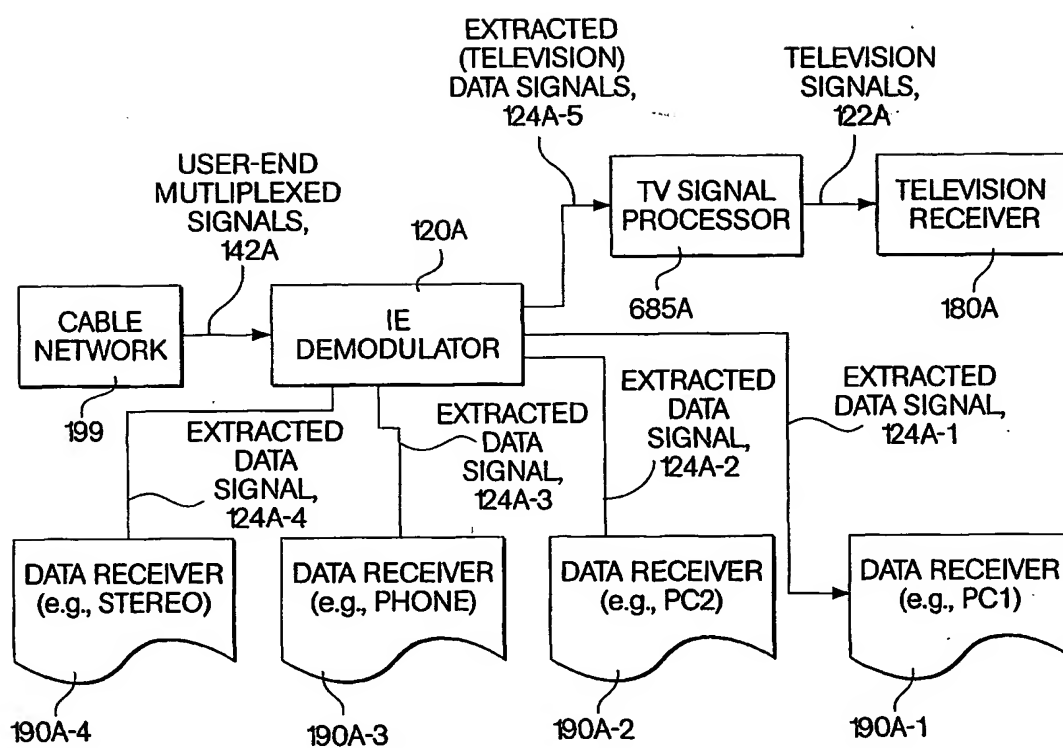 EXTRACTED
(TELEVISION)
DATA SIGNALS,
124A-5
TELEVISION
SIGNALS,
122A
USER-END
MUTLIPLEXED
SIGNALS,
142A
120A
TV SIGNAL
PROCESSOR
TELEVISION
RECEIVER
685A
180A
CABLE
NETWORK
IE
DEMODULATOR
199
EXTRACTED
DATA
SIGNAL,
124A-4
EXTRACTED
DATA
SIGNAL,
124A-3
EXTRACTED
DATA
SIGNAL,
124A-2
EXTRACTED
DATA SIGNAL,
124A-1
DATA RECEIVER
(e.g., STEREO)
DATA RECEIVER
(e.g., PHONE)
DATA RECEIVER
(e.g., PC2)
DATA RECEIVER
(e.g., PC1)
190A-4
190A-3
190A-2
190A-1